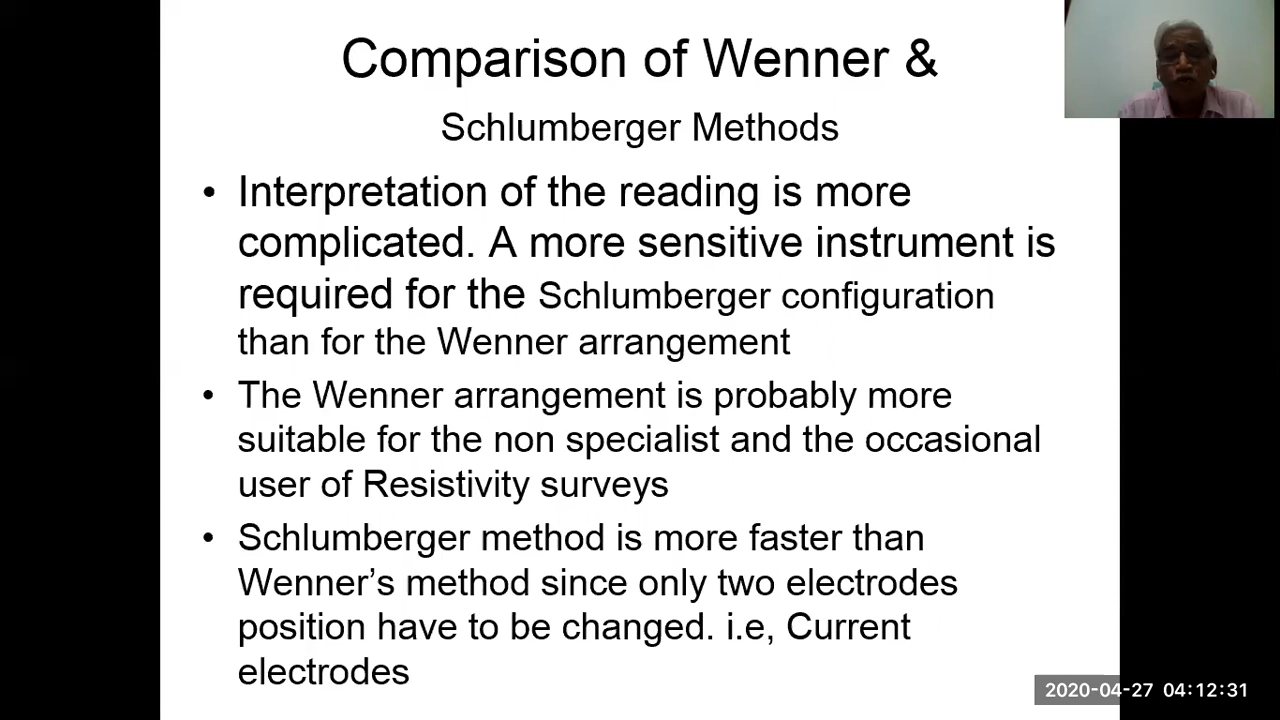 Comparison of Wenner &
Schlumberger Methods
• Interpretation of the reading is more
complicated. A more sensitive instrument is
required for the Schlumberger configuration
than for the Wenner arrangement
• The Wenner arrangement is probably more
suitable for the non specialist and the occasional
user of Resistivity surveys
• Schlumberger method is more faster than
Wenner’s method since only two electrodes
position have to be changed. i.e, Current
electrodes
2020-04-27 04:12:31